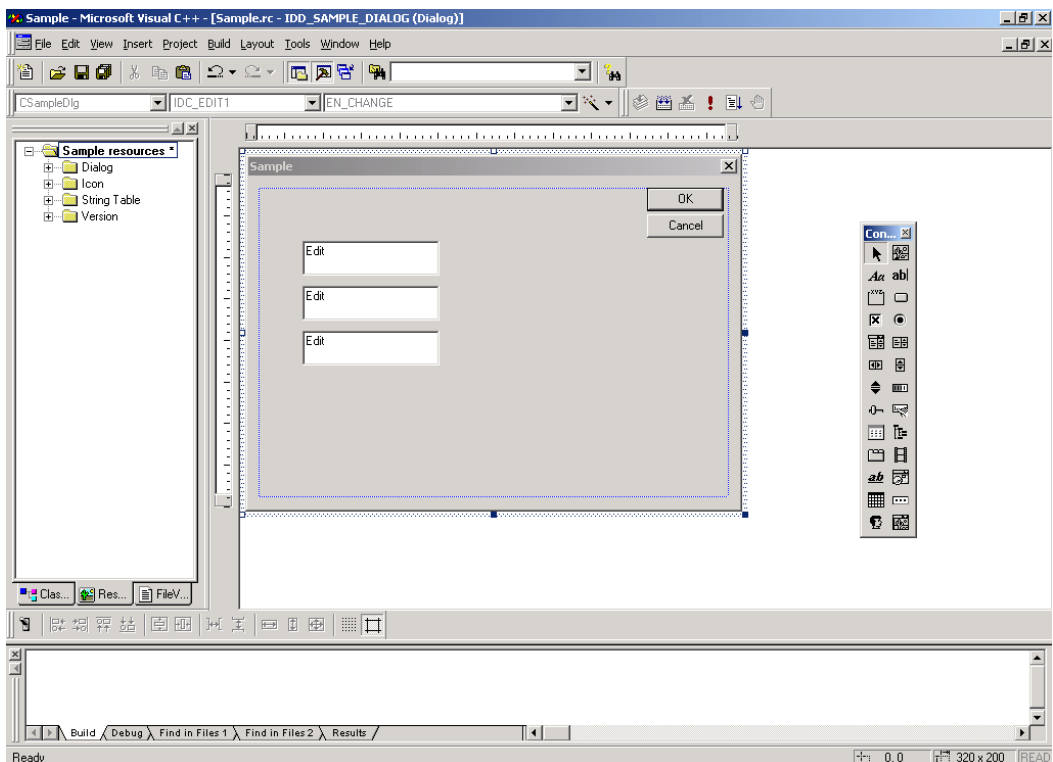 Sample - Microsoft Visual C++ - [Sample.rc - IDD_SAMPLE_DIALOG (Dialog)]
File Edit View Insert Project Build Layout Tools Window Help
CSampleDlg IDC_EDIT1 EN_CHANGE
Sample resources *
Dialog
Icon
String Table
Version
Sample
OK
Cancel
Edit
Edit
Edit
Con...
Aa ab|
xyz
ab
Clas... Res... FileV...
Build Debug Find in Files 1 Find in Files 2 Results
Ready 0, 0 320 x 200 READ